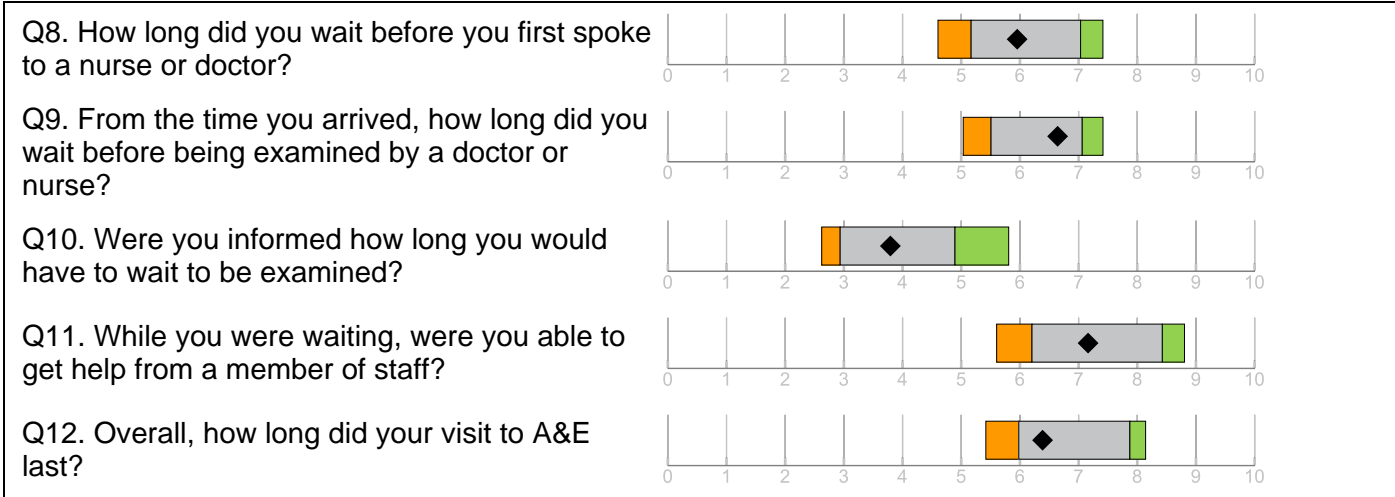 Q8. How long did you wait before you first spoke
to a nurse or doctor?
0 1 2 3 4 5 6 7 8 9 10
Q9. From the time you arrived, how long did you
wait before being examined by a doctor or
nurse?
0 1 2 3 4 5 6 7 8 9 10
Q10. Were you informed how long you would
have to wait to be examined?
0 1 2 3 4 5 6 7 8 9 10
Q11. While you were waiting, were you able to
get help from a member of staff?
0 1 2 3 4 5 6 7 8 9 10
Q12. Overall, how long did your visit to A&E
last?
0 1 2 3 4 5 6 7 8 9 10